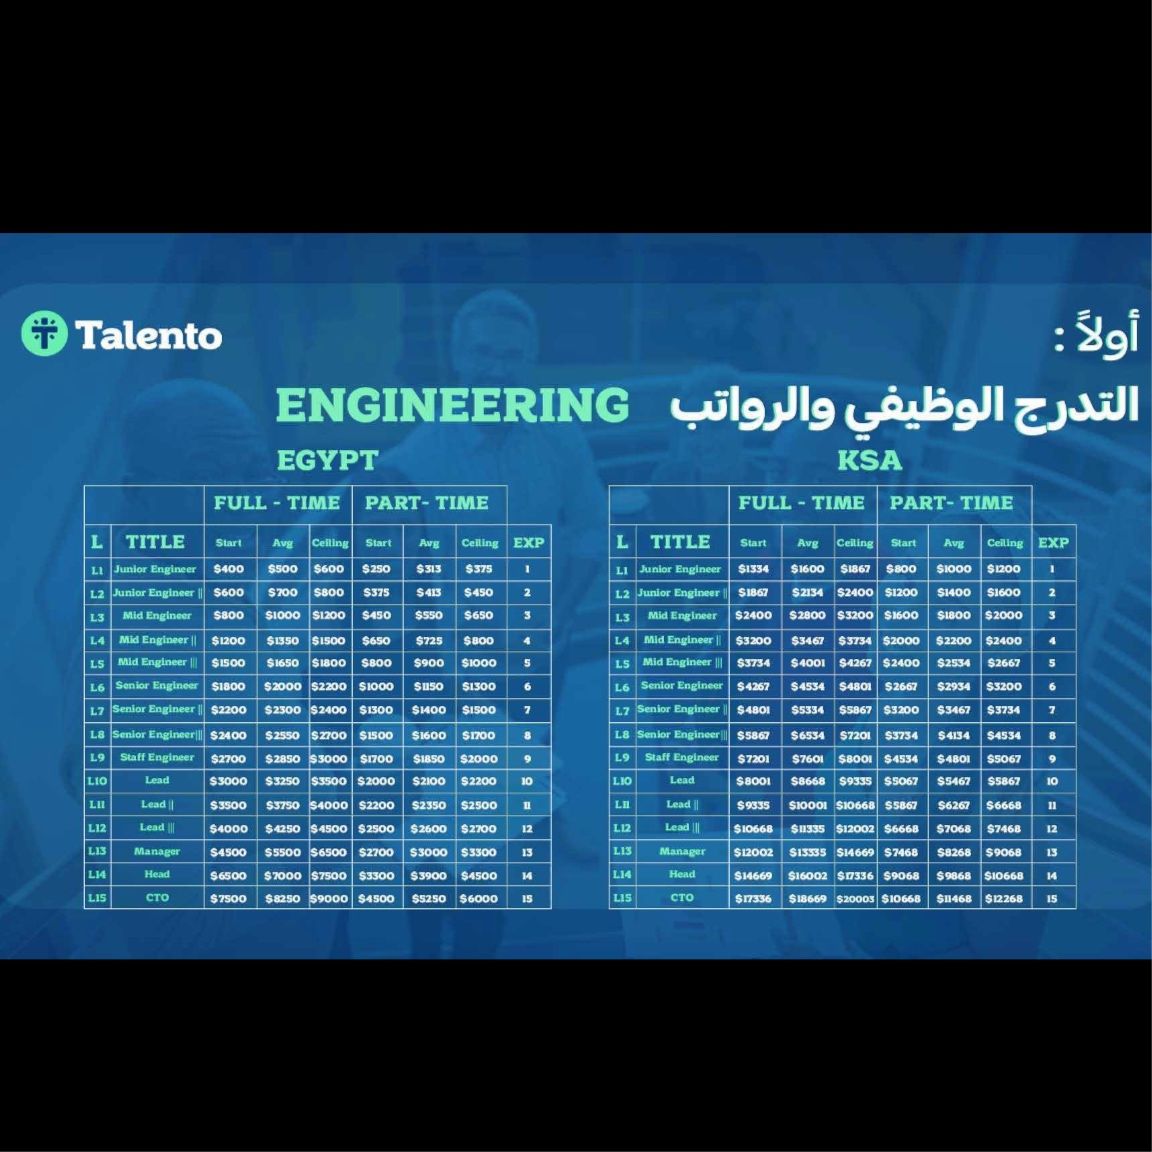 Talento
أولاً :
ENGINEERING التدرج الوظيفي والرواتب
EGYPT
FULL - TIME PART- TIME
L TITLE Start Avg Ceiling Start Avg Ceiling EXP
L1 Junior Engineer $400 $500 $600 $250 $313 $375 1
L2 Junior Engineer || $600 $700 $800 $375 $413 $450 2
L3 Mid Engineer $800 $1000 $1200 $450 $550 $650 3
L4 Mid Engineer || $1200 $1350 $1500 $650 $725 $800 4
L5 Mid Engineer ||| $1500 $1650 $1800 $800 $900 $1000 5
L6 Senior Engineer $1800 $2000 $2200 $1000 $1150 $1300 6
L7 Senior Engineer || $2200 $2300 $2400 $1300 $1400 $1500 7
L8 Senior Engineer||| $2400 $2550 $2700 $1500 $1600 $1700 8
L9 Staff Engineer $2700 $2850 $3000 $1700 $1850 $2000 9
L10 Lead $3000 $3250 $3500 $2000 $2100 $2200 10
L11 Lead || $3500 $3750 $4000 $2200 $2350 $2500 11
L12 Lead ||| $4000 $4250 $4500 $2500 $2600 $2700 12
L13 Manager $4500 $5500 $6500 $2700 $3000 $3300 13
L14 Head $6500 $7000 $7500 $3300 $3900 $4500 14
L15 CTO $7500 $8250 $9000 $4500 $5250 $6000 15
KSA
FULL - TIME PART- TIME
L TITLE Start Avg Ceiling Start Avg Ceiling EXP
L1 Junior Engineer $1334 $1600 $1867 $800 $1000 $1200 1
L2 Junior Engineer || $1867 $2134 $2400 $1200 $1400 $1600 2
L3 Mid Engineer $2400 $2800 $3200 $1600 $1800 $2000 3
L4 Mid Engineer || $3200 $3467 $3734 $2000 $2200 $2400 4
L5 Mid Engineer ||| $3734 $4001 $4267 $2400 $2534 $2667 5
L6 Senior Engineer $4267 $4534 $4801 $2667 $2934 $3200 6
L7 Senior Engineer || $4801 $5334 $5867 $3200 $3467 $3734 7
L8 Senior Engineer||| $5867 $6534 $7201 $3734 $4134 $4534 8
L9 Staff Engineer $7201 $7601 $8001 $4534 $4801 $5067 9
L10 Lead $8001 $8668 $9335 $5067 $5467 $5867 10
L11 Lead || $9335 $10001 $10668 $5867 $6267 $6668 11
L12 Lead ||| $10668 $11335 $12002 $6668 $7068 $7468 12
L13 Manager $12002 $13335 $14669 $7468 $8268 $9068 13
L14 Head $14669 $16002 $17336 $9068 $9868 $10668 14
L15 CTO $17336 $18669 $20003 $10668 $11468 $12268 15